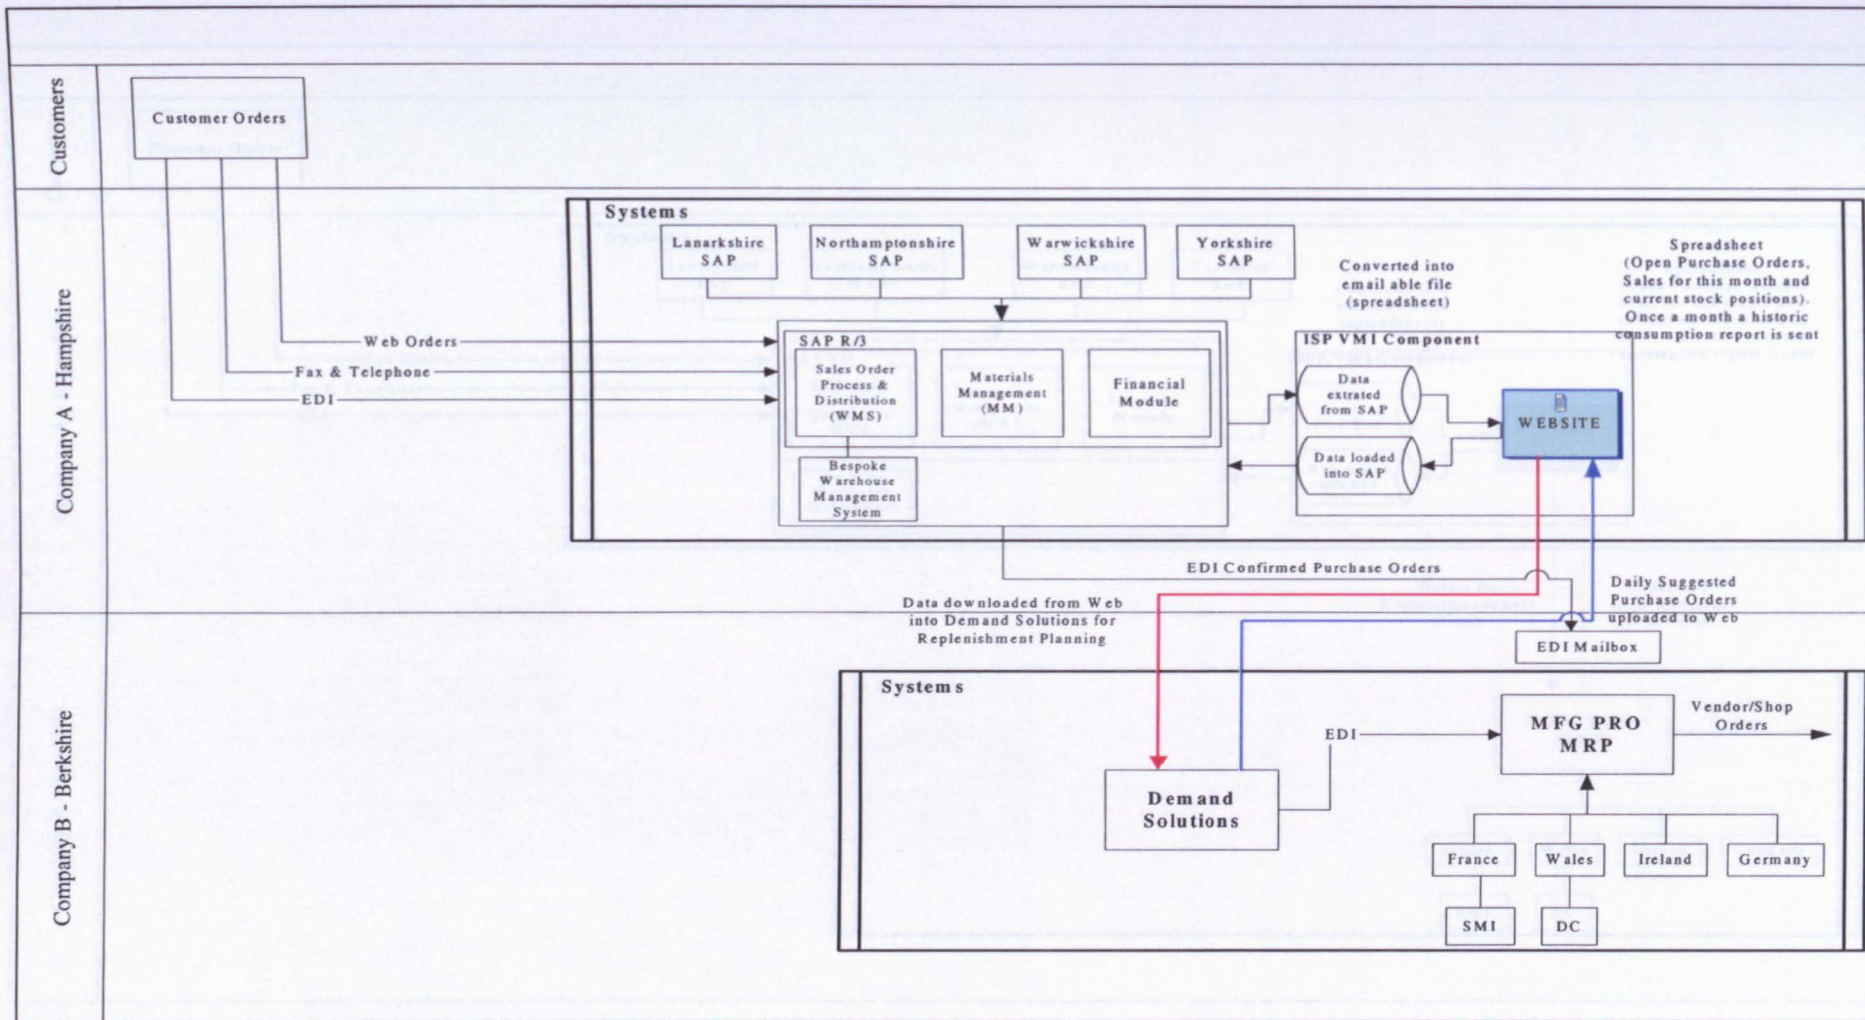 Customers
Customer Orders
Company A - Hampshire
Web Orders
Fax & Telephone
EDI
Systems
Lanarkshire
SAP
Northamptonshire
SAP
Warwickshire
SAP
Yorkshire
SAP
Converted into
email able file
(spreadsheet)
Spreadsheet
(Open Purchase Orders,
Sales for this month and
current stock positions).
Once a month a historic
consumption report is sent
SAP R/3
Sales Order
Process &
Distribution
(WMS)
Materials
Management
(MM)
Financial
Module
Bespoke
Warehouse
Management
System
ISP VMI Component
Data
extrated
from SAP
Data loaded
into SAP
WEBSITE
EDI Confirmed Purchase Orders
Data downloaded from Web
into Demand Solutions for
Replenishment Planning
Daily Suggested
Purchase Orders
uploaded to Web
EDI Mailbox
Company B - Berkshire
Systems
Demand
Solutions
EDI
MFG PRO
MRP
Vendor/Shop
Orders
France
Wales
Ireland
Germany
SMI
DC